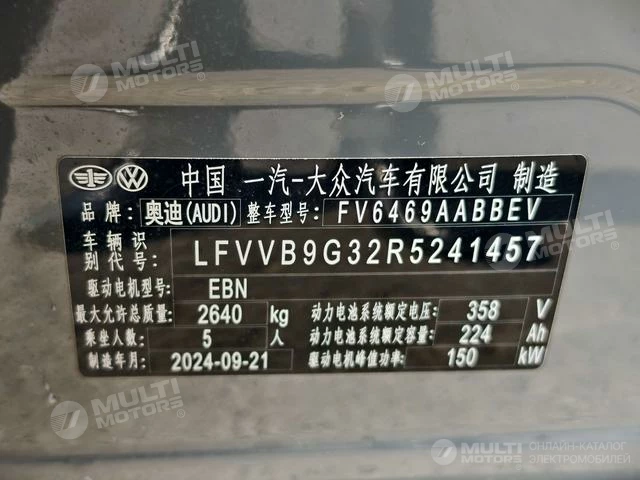 MULTI MOTORS
MULTI MOTORS
MULTI MOTORS
中国 一汽-大众汽车有限公司 制造
品牌: 奥迪(AUDI) 整车型号: FV6469AABBEV
车辆识别代号: LFVVB9G32R5241457
驱动电机型号: EBN
最大允许总质量: 2640 kg 动力电池系统额定电压: 358 V
乘坐人数: 5 人 动力电池系统额定容量: 224 Ah
制造年月: 2024-09-21 驱动电机峰值功率: 150 kW
MULTI MOTORS
MULTI MOTORS
MULTI MOTORS ОНЛАЙН-КАТАЛОГ ЭЛЕКТРОМОБИЛЕЙ